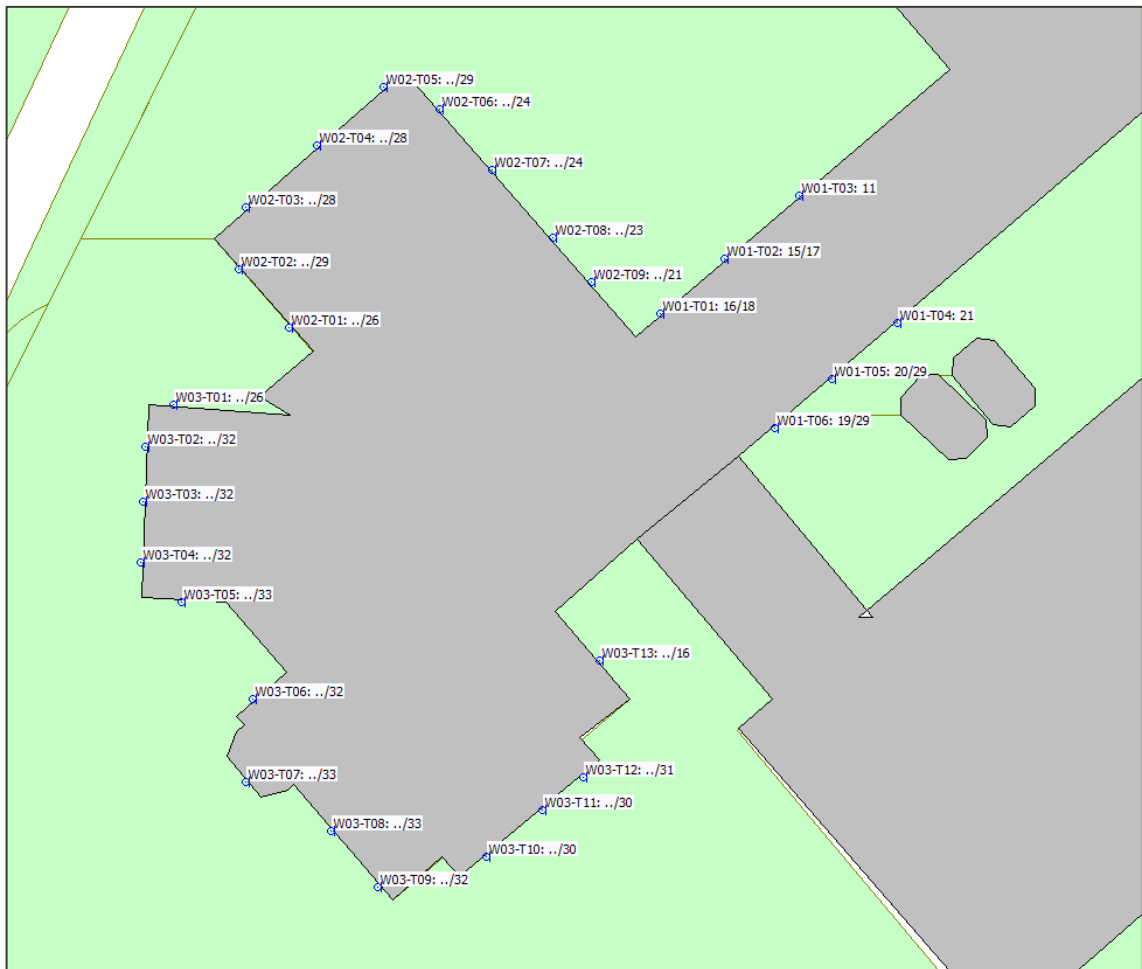 W02-T05: ../29
W02-T06: ../24
W02-T04: ../28
W02-T07: ../24
W01-T03: 11
W02-T03: ../28
W02-T08: ../23
W01-T02: 15/17
W02-T02: ../29
W02-T09: ../21
W01-T01: 16/18
W01-T04: 21
W02-T01: ../26
W01-T05: 20/29
W03-T01: ../26
W01-T06: 19/29
W03-T02: ../32
W03-T03: ../32
W03-T04: ../32
W03-T05: ../33
W03-T13: ../16
W03-T06: ../32
W03-T12: ../31
W03-T07: ../33
W03-T11: ../30
W03-T08: ../33
W03-T10: ../30
W03-T09: ../32